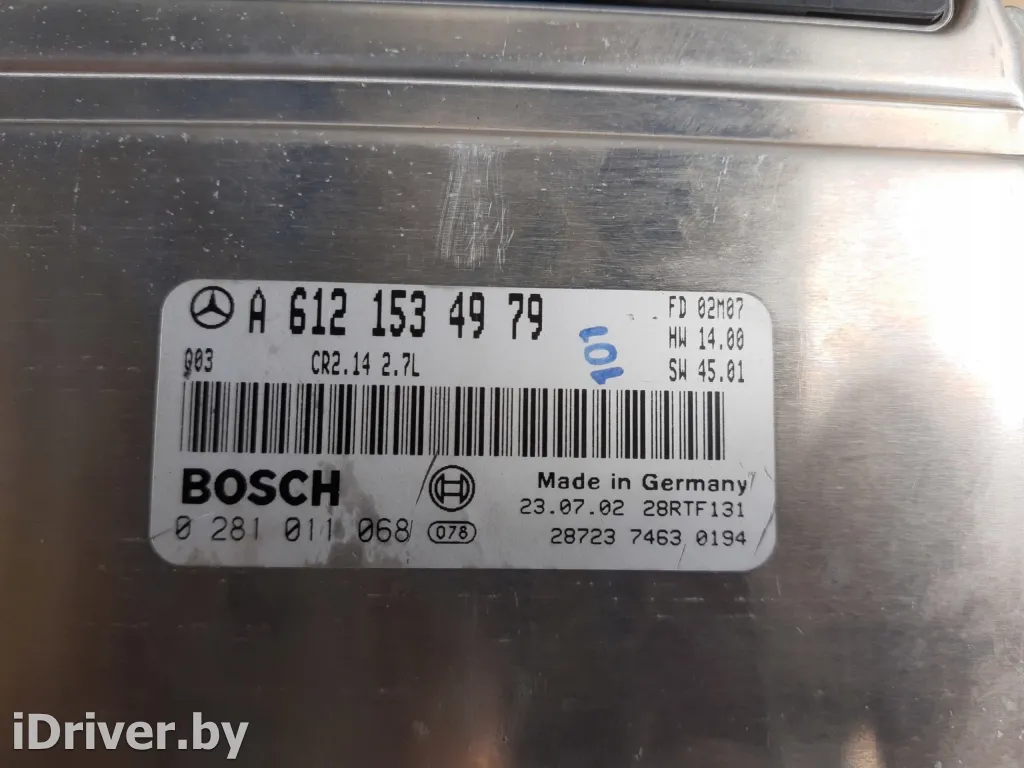 A 612 153 49 79
FD 02M07
HW 14.00
Q03 CR2.14 2.7L
SW 45.01
101
BOSCH
Made in Germany
23.07.02 28RTF131
0 281 011 068 078
28723 7463 0194
iDriver.by